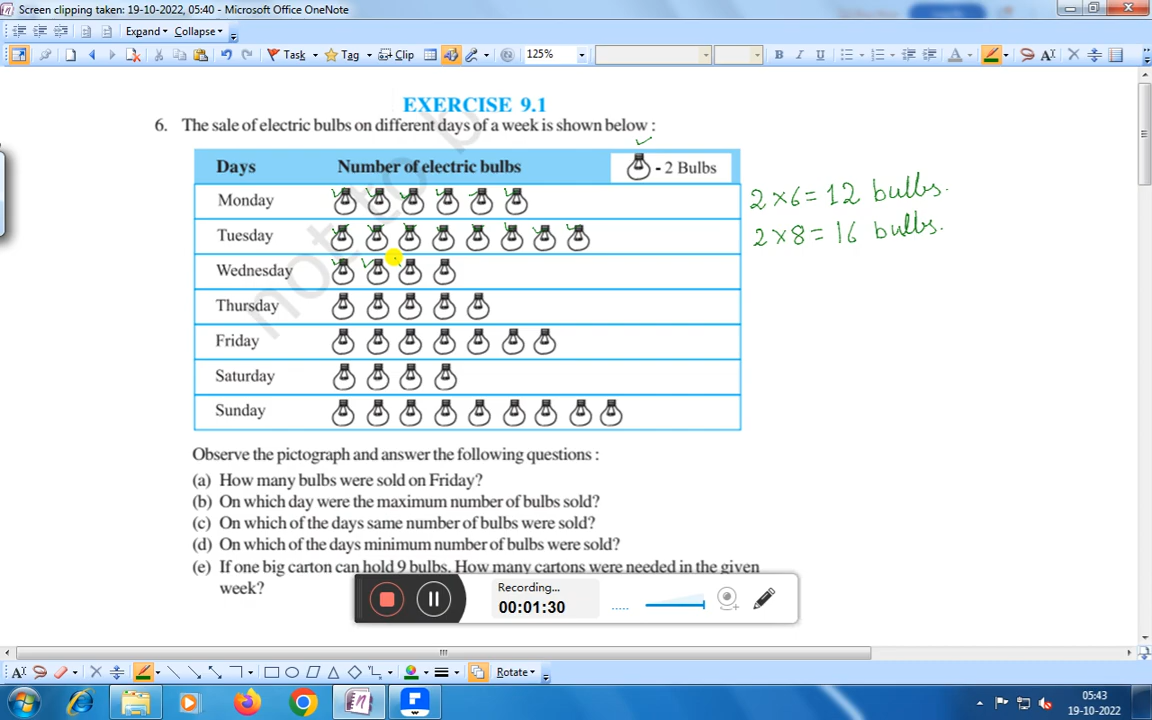 Screen clipping taken: 19-10-2022, 05:40 - Microsoft Office OneNote
Expand Collapse
Task Tag Clip 125% B I U A A
EXERCISE 9.1
6. The sale of electric bulbs on different days of a week is shown below :
Days Number of electric bulbs - 2 Bulbs
Monday 2 × 6 = 12 bulbs.
Tuesday 2 × 8 = 16 bulbs.
Wednesday
Thursday
Friday
Saturday
Sunday
not to b
Observe the pictograph and answer the following questions :
(a) How many bulbs were sold on Friday?
(b) On which day were the maximum number of bulbs sold?
(c) On which of the days same number of bulbs were sold?
(d) On which of the days minimum number of bulbs were sold?
(e) If one big carton can hold 9 bulbs. How many cartons were needed in the given
week?
Recording...
00:01:30
A Rotate
05:43
19-10-2022